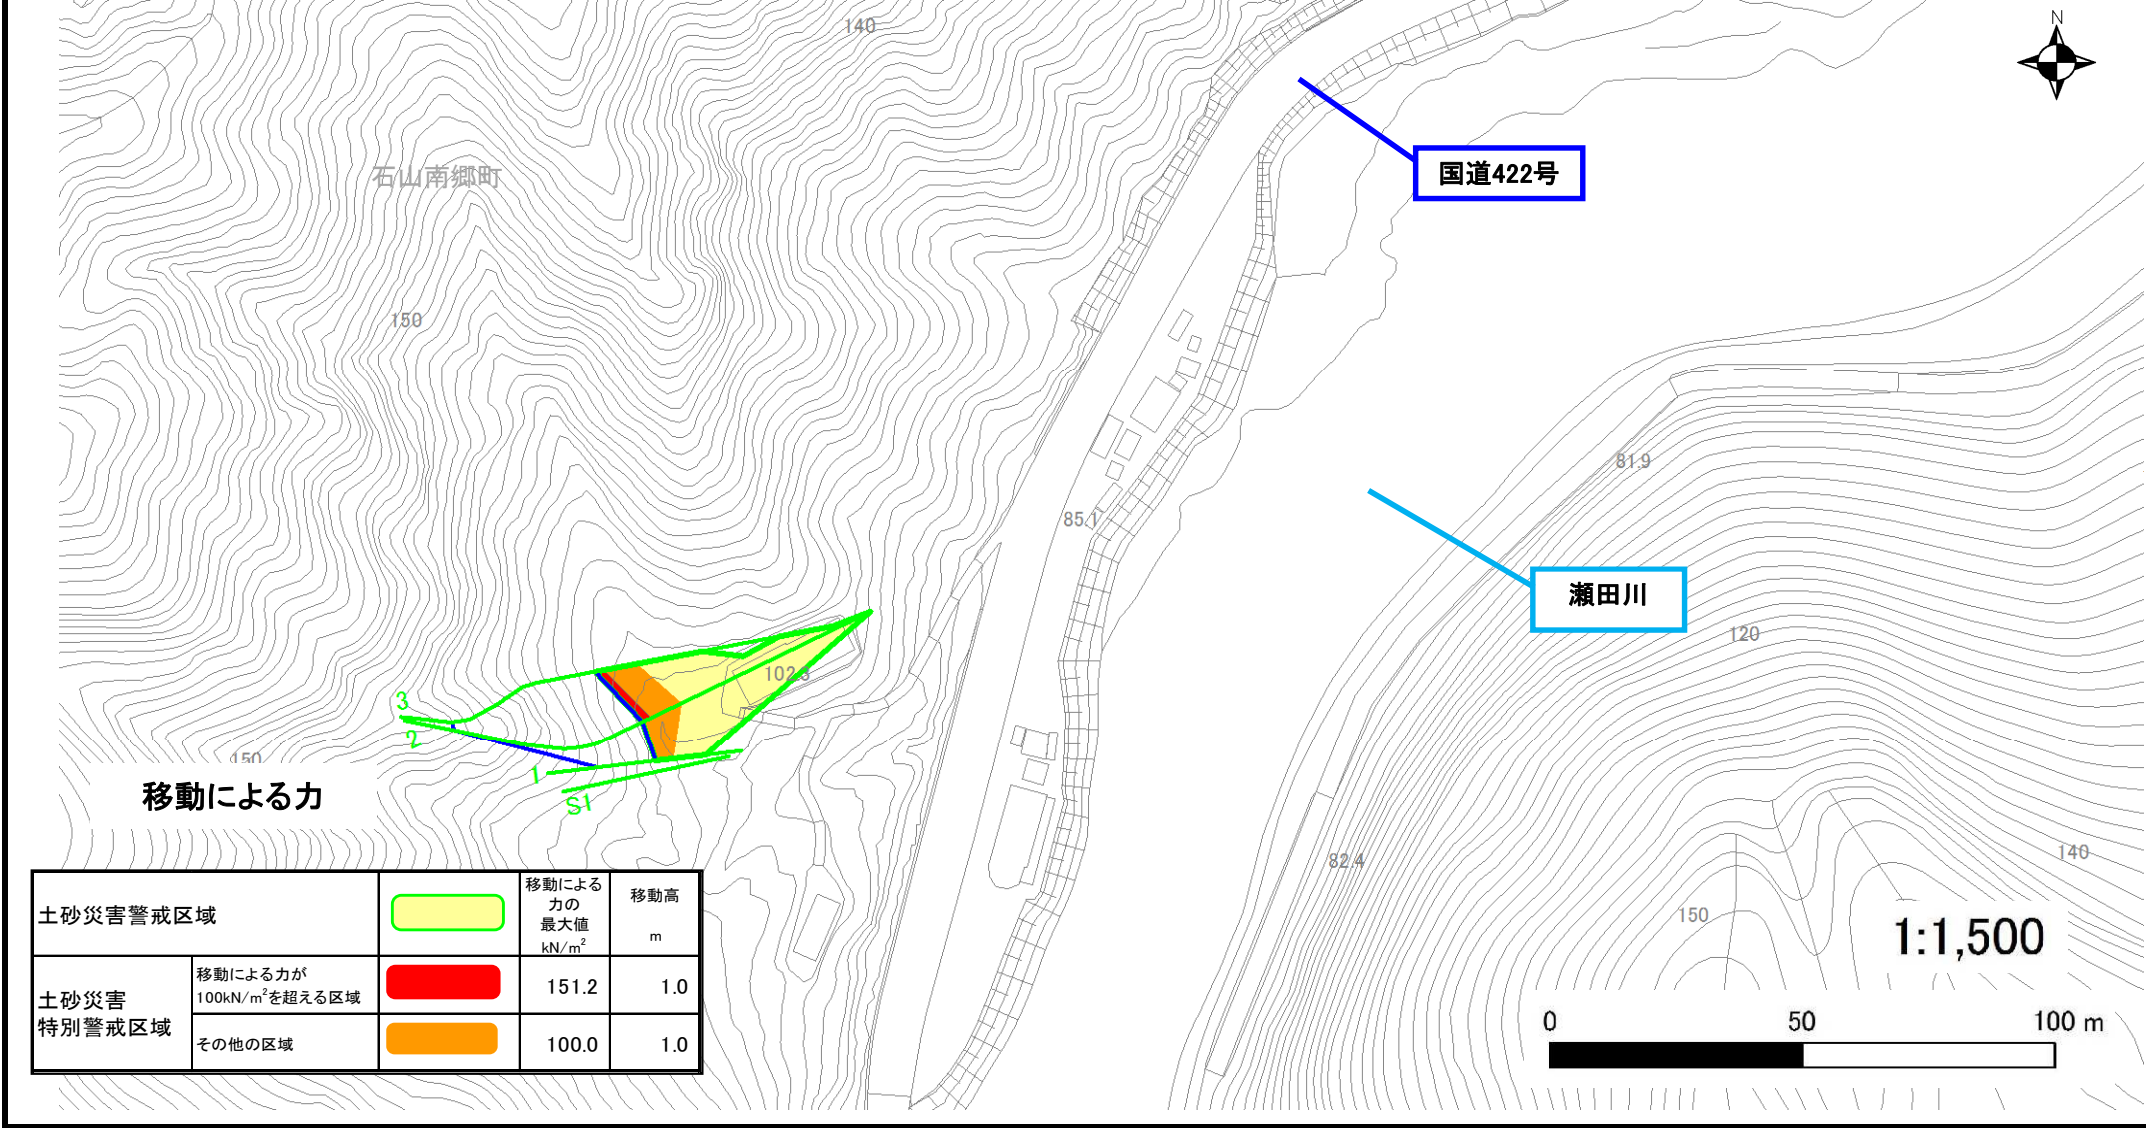 140
N
国道422号
石山南郷町
150
81.9
85.1
瀬田川
120
102.3
3
2
150
1
S1
移動による力
82.4
140
150
1:1,500
0 50 100 m
土砂災害警戒区域
移動による
力の
最大値
kN/m²
移動高
m
土砂災害
特別警戒区域
移動による力が
100kN/m²を超える区域
151.2 1.0
その他の区域
100.0 1.0